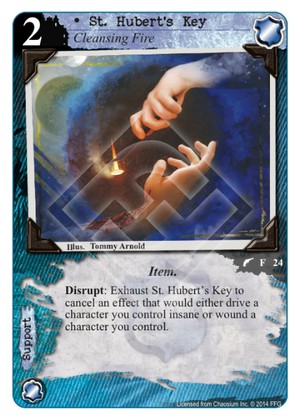 2
• St. Hubert's Key
Cleansing Fire
Illus. Tommy Arnold
F 24
Item.
Disrupt: Exhaust St. Hubert's Key to
cancel an effect that would either drive a
character you control insane or wound a
character you control.
Support
Licensed from Chaosium Inc. © 2014 FFG